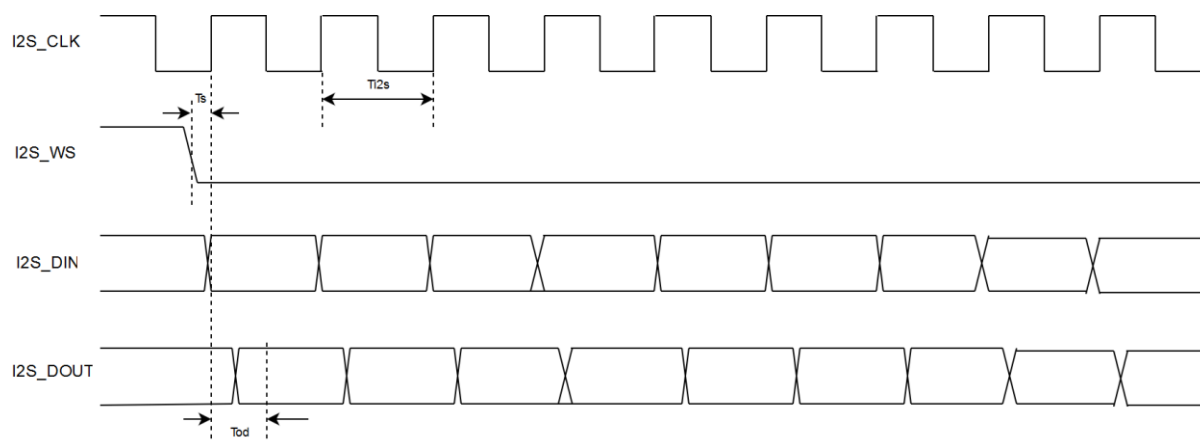 I2S_CLK
Ti2s
Ts
I2S_WS
I2S_DIN
I2S_DOUT
Tod